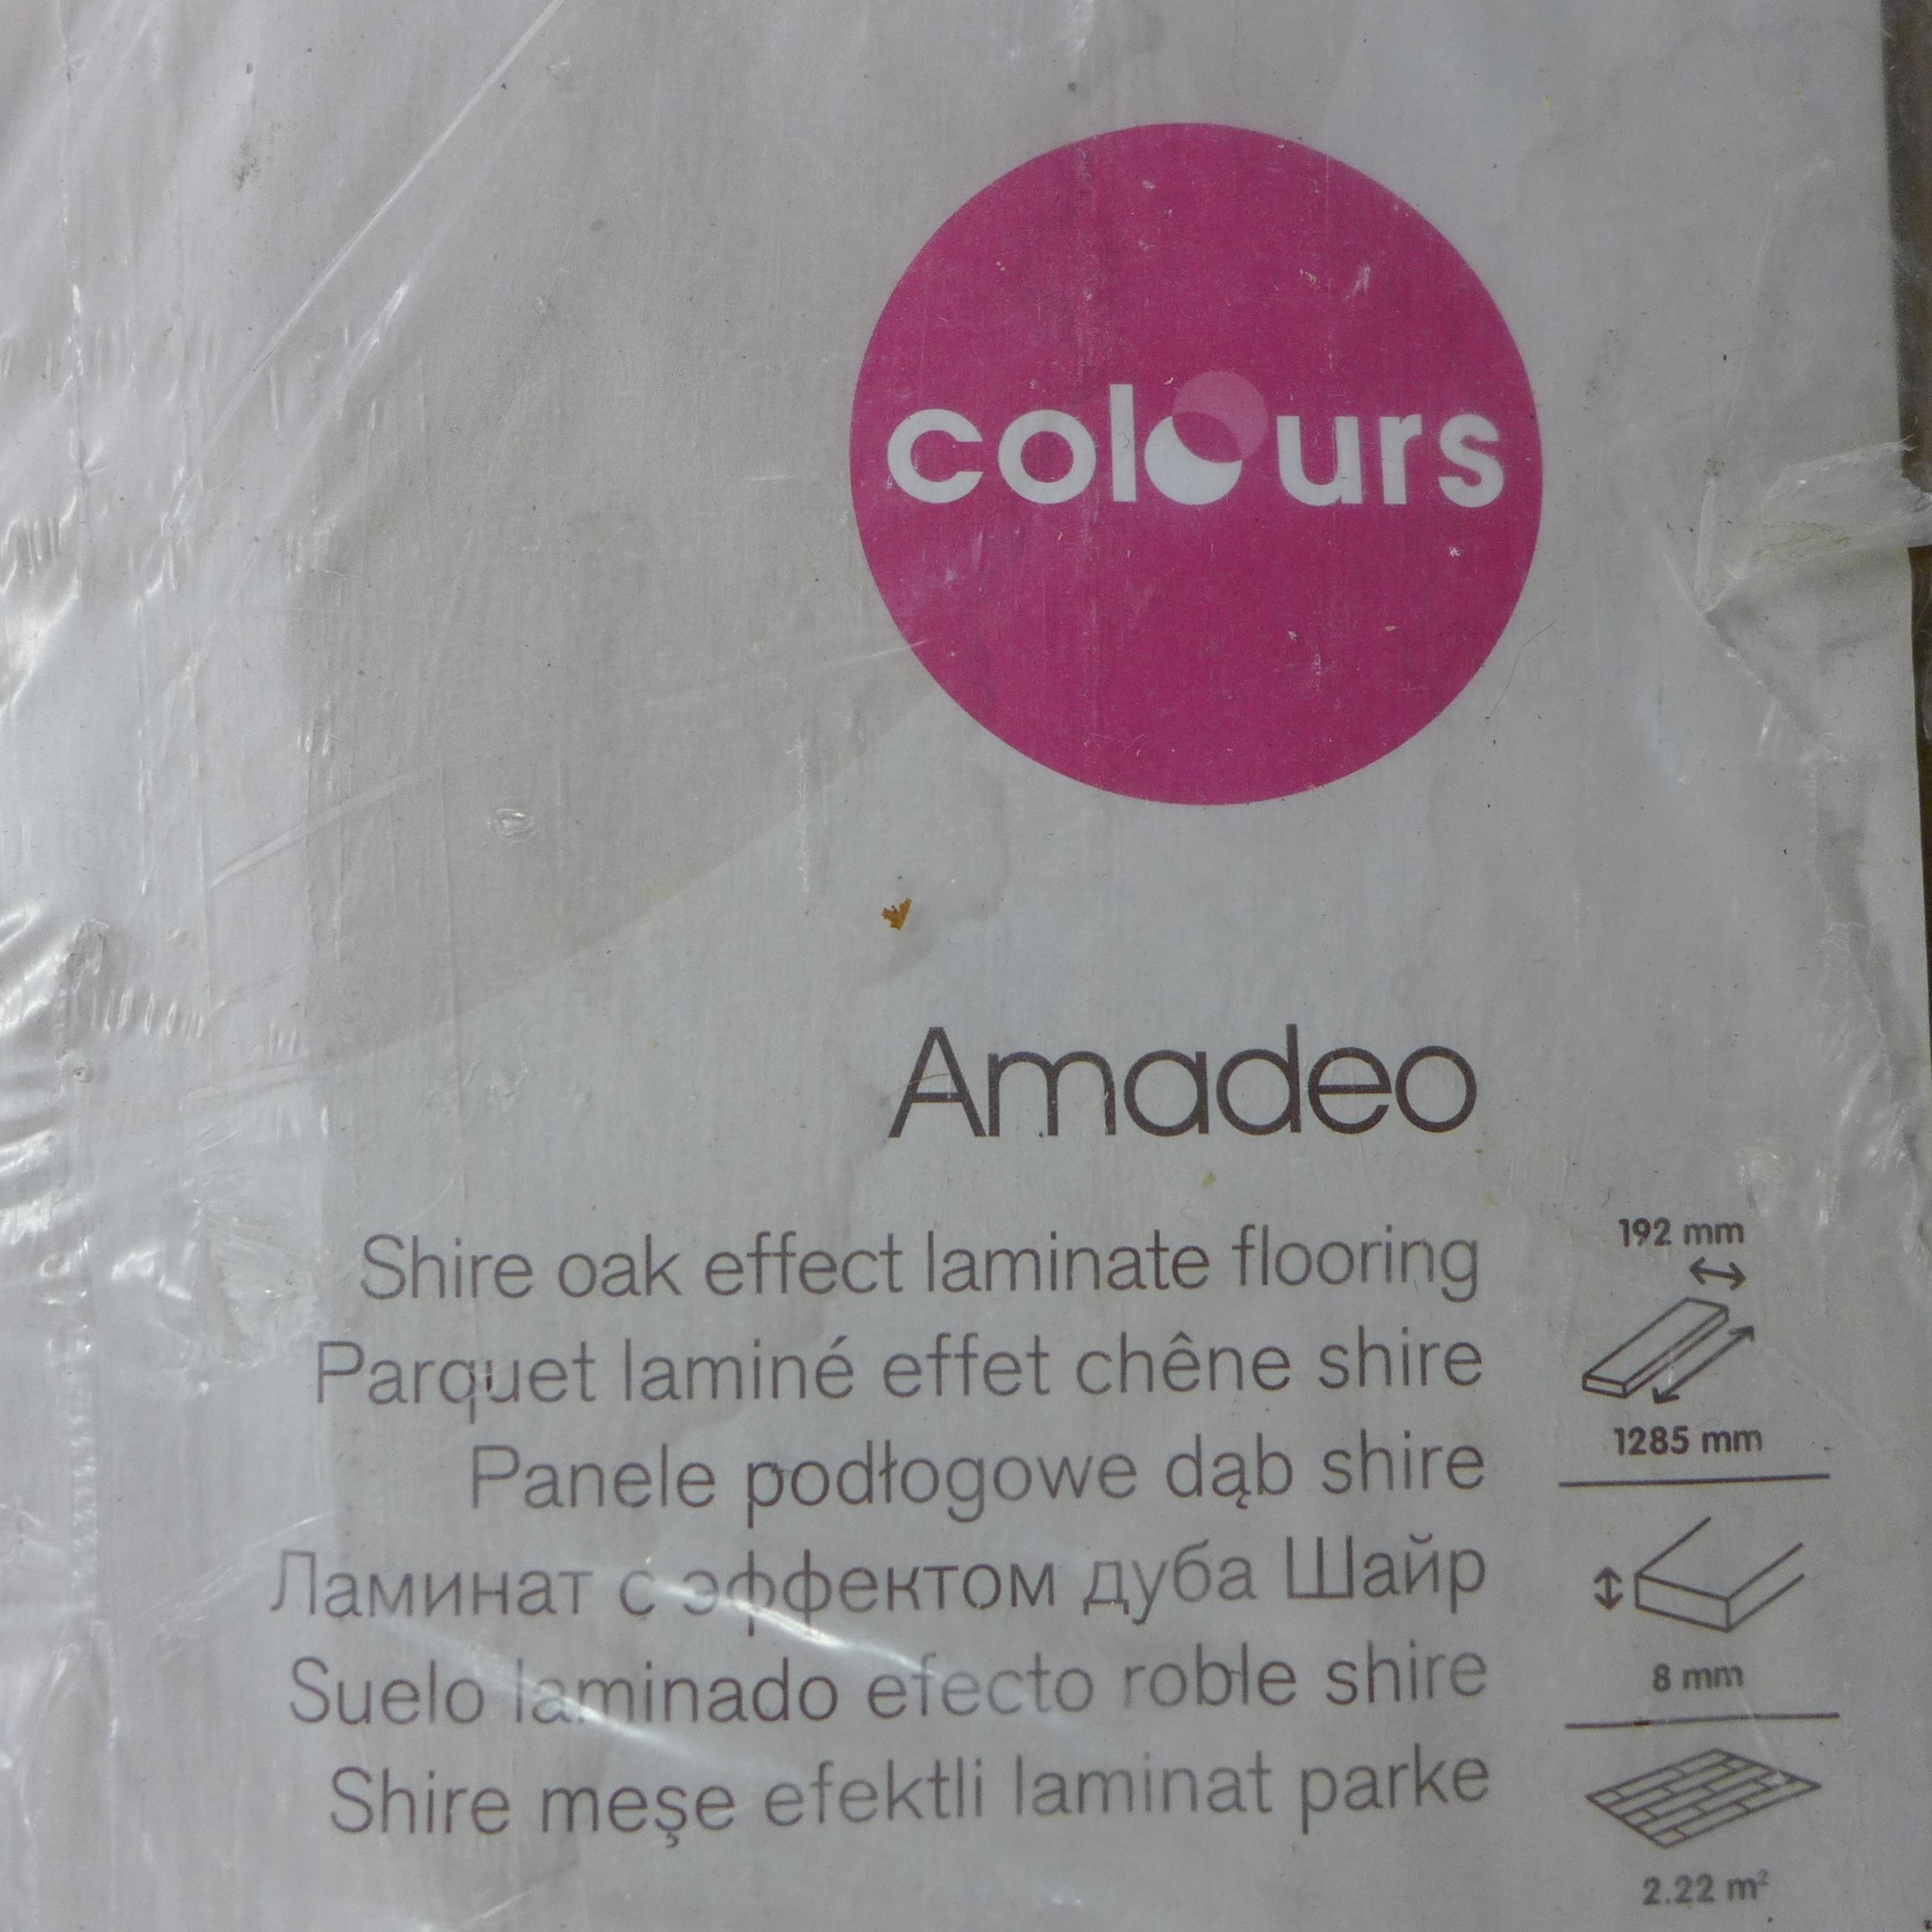 colours
Amadeo
Shire oak effect laminate flooring
Parquet laminé effet chêne shire
Panele podłogowe dąb shire
Ламинат с эффектом дуба Шайр
Suelo laminado efecto roble shire
Shire meşe efektli laminat parke
192 mm
1285 mm
8 mm
2.22 m²